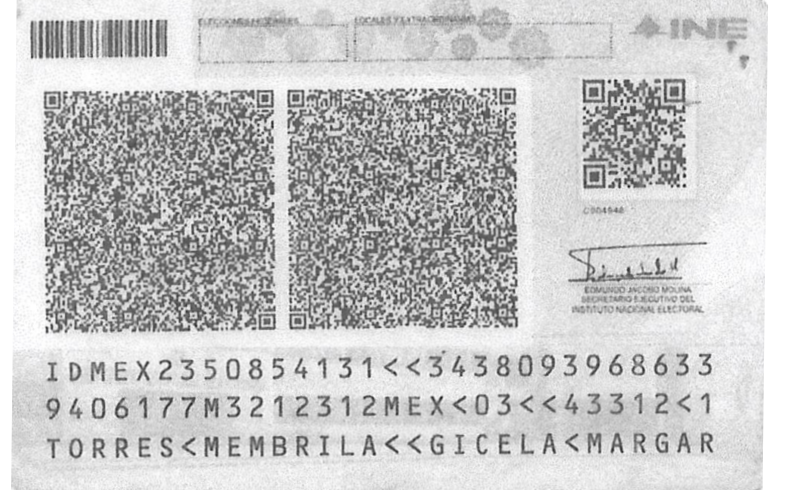 ELECCIONES FEDERALES
LOCALES Y EXTRAORDINARIAS
INE
EDMUNDO JACOBO MOLINA
SECRETARIO EJECUTIVO DEL
INSTITUTO NACIONAL ELECTORAL
IDMEX2350854131<<3438093968633
9406177M3212312MEX<03<<43312<1
TORRES<MEMBRILA<<GICELA<MARGAR